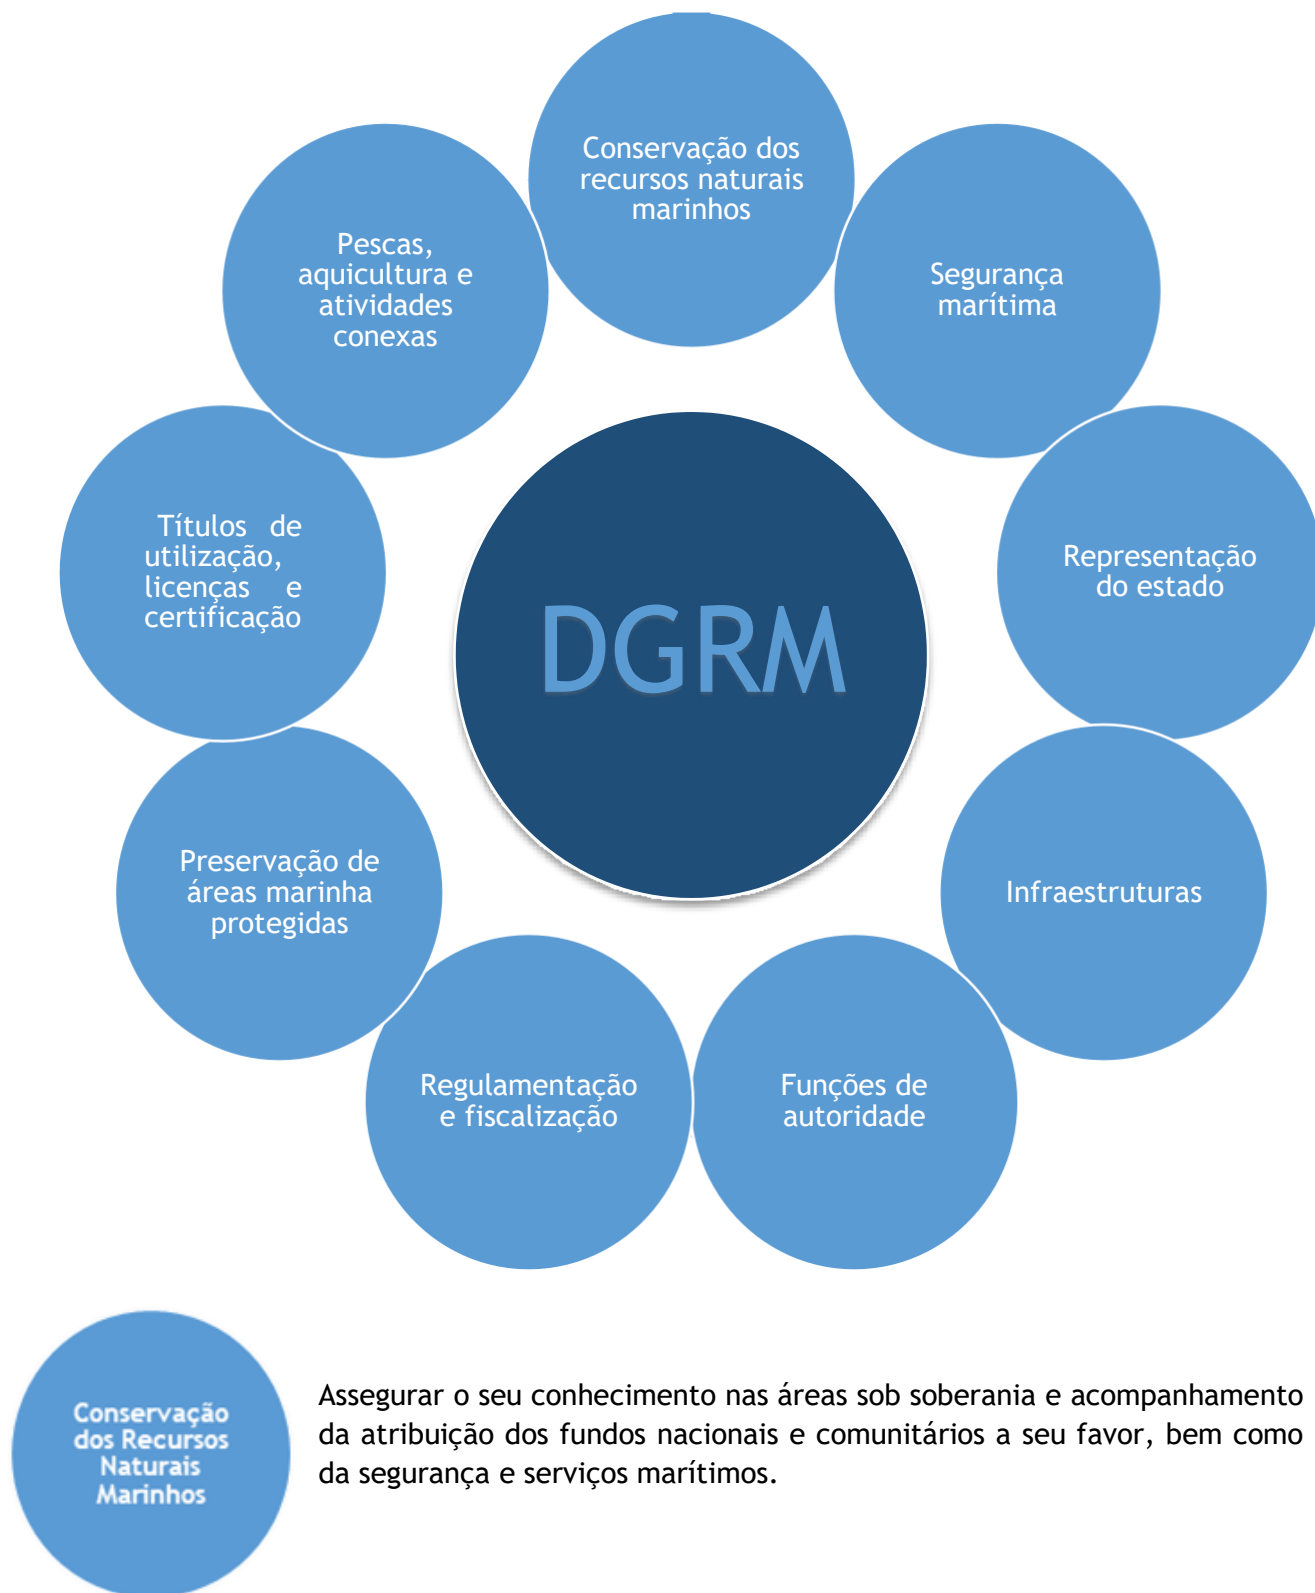 Conservação dos
recursos naturais
marinhos
Segurança
marítima
Representação
do estado
Infraestruturas
Funções de
autoridade
Regulamentação
e fiscalização
Preservação de
áreas marinha
protegidas
Títulos de
utilização,
licenças e
certificação
Pescas,
aquicultura e
atividades
conexas
DGRM
Conservação
dos Recursos
Naturais
Marinhos
Assegurar o seu conhecimento nas áreas sob soberania e acompanhamento
da atribuição dos fundos nacionais e comunitários a seu favor, bem como
da segurança e serviços marítimos.